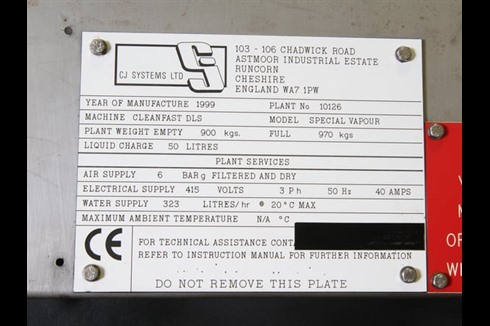 103 - 106 CHADWICK ROAD
ASTMOOR INDUSTRIAL ESTATE
RUNCORN
CHESHIRE
ENGLAND WA7 1PW
CJ SYSTEMS LTD
YEAR OF MANUFACTURE 1999 PLANT No 10126
MACHINE CLEANFAST DLS MODEL SPECIAL VAPOUR
PLANT WEIGHT EMPTY 900 kgs. FULL 970 kgs.
LIQUID CHARGE 50 LITRES
PLANT SERVICES
AIR SUPPLY 6 BAR g FILTERED AND DRY
ELECTRICAL SUPPLY 415 VOLTS 3 Ph 50 Hz 40 AMPS
WATER SUPPLY 323 LITRES/hr @ 20°C MAX
MAXIMUM AMBIENT TEMPERATURE N/A °C
CE
FOR TECHNICAL ASSISTANCE
REFER TO INSTRUCTION MANUAL FOR FURTHER INFORMATION
DO NOT REMOVE THIS PLATE